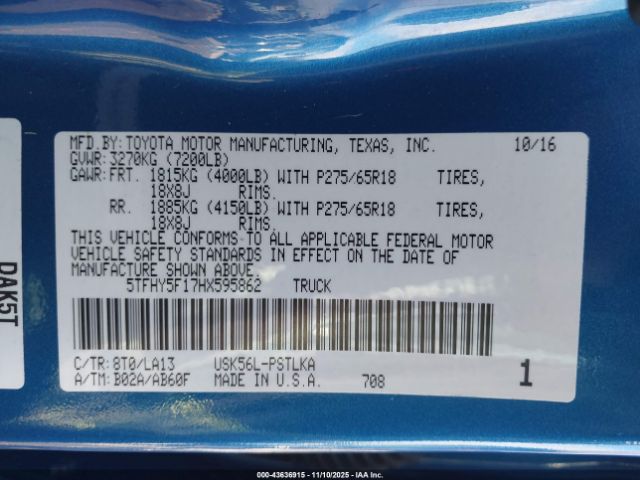 MFD.BY: TOYOTA MOTOR MANUFACTURING, TEXAS, INC. 10/16
GVWR: 3270KG (7200LB)
GAWR: FRT. 1815KG (4000LB) WITH P275/65R18 TIRES,
18X8J RIMS.
RR. 1885KG (4150LB) WITH P275/65R18 TIRES,
18X8J RIMS.
THIS VEHICLE CONFORMS TO ALL APPLICABLE FEDERAL MOTOR
VEHICLE SAFETY STANDARDS IN EFFECT ON THE DATE OF
MANUFACTURE SHOWN ABOVE.
5TFHY5F17HX595862 TRUCK
C/TR: 8T0/LA13 USK56L-PSTLKA
A/TM: B02A/AB60F MADE IN U.S.A. 708 1
DAK5T
000-43636915 - 11/10/2025 - IAA Inc.